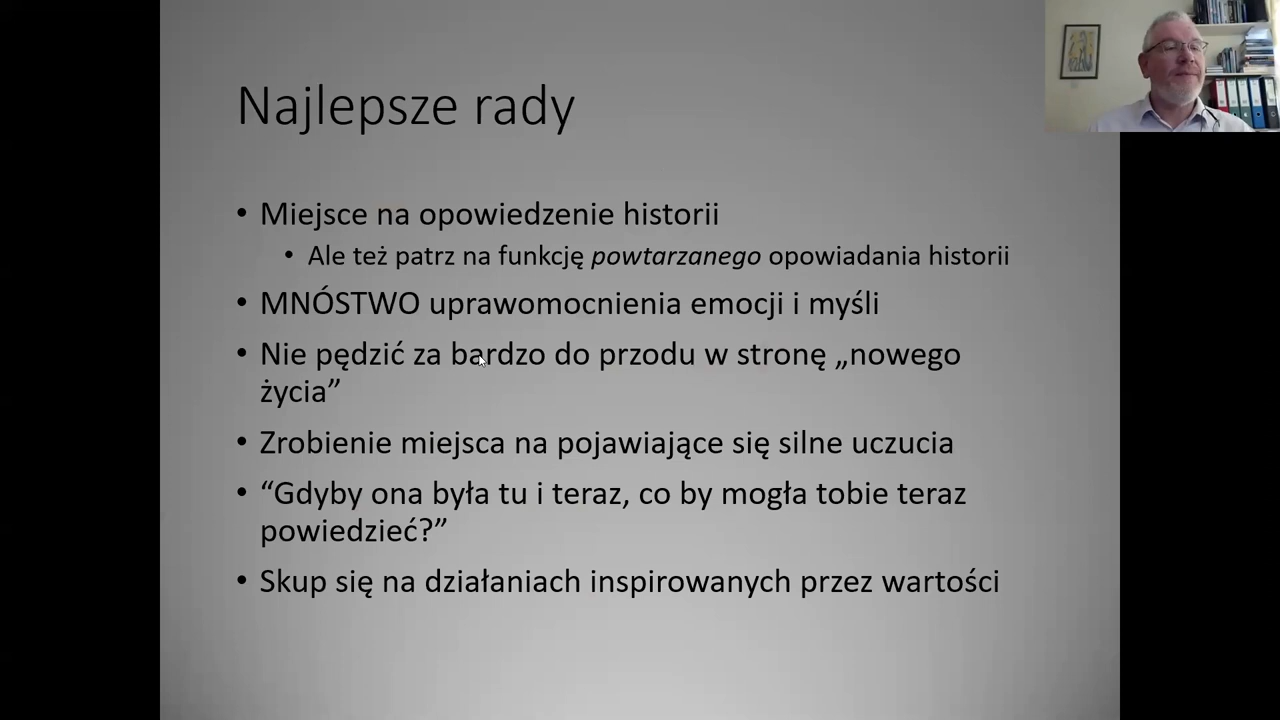 Najlepsze rady
• Miejsce na opowiedzenie historii
• Ale też patrz na funkcję powtarzanego opowiadania historii
• MNÓSTWO uprawomocnienia emocji i myśli
• Nie pędzić za bardzo do przodu w stronę „nowego
życia”
• Zrobienie miejsca na pojawiające się silne uczucia
• “Gdyby ona była tu i teraz, co by mogła tobie teraz
powiedzieć?”
• Skup się na działaniach inspirowanych przez wartości